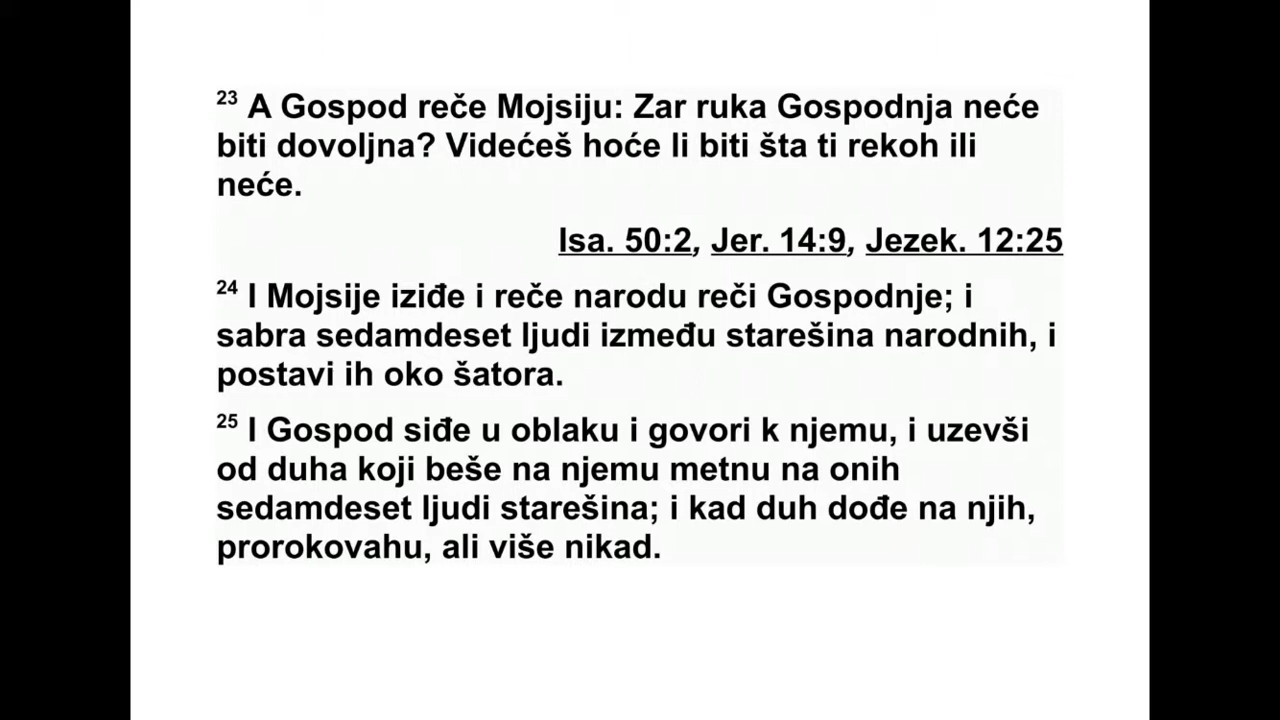 23 A Gospod reče Mojsiju: Zar ruka Gospodnja neće
biti dovoljna? Videćeš hoće li biti šta ti rekoh ili
neće.
Isa. 50:2, Jer. 14:9, Jezek. 12:25
24 I Mojsije iziđe i reče narodu reči Gospodnje; i
sabra sedamdeset ljudi između starešina narodnih, i
postavi ih oko šatora.
25 I Gospod siđe u oblaku i govori k njemu, i uzevši
od duha koji beše na njemu metnu na onih
sedamdeset ljudi starešina; i kad duh dođe na njih,
prorokovahu, ali više nikad.